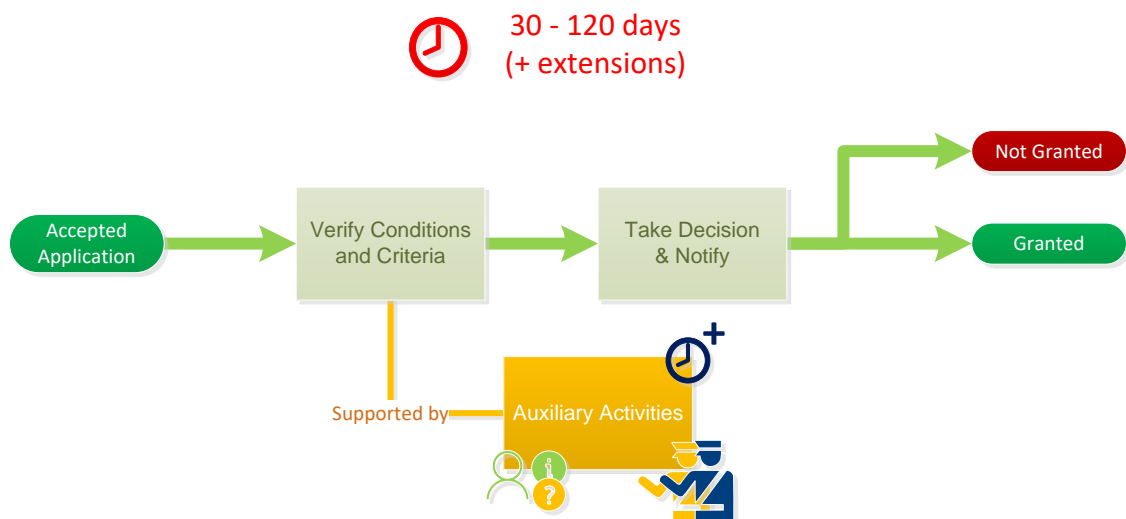 30 - 120 days
(+ extensions)
Not Granted
Accepted
Application
Verify Conditions
and Criteria
Take Decision
& Notify
Granted
Supported by
Auxiliary Activities
i
?